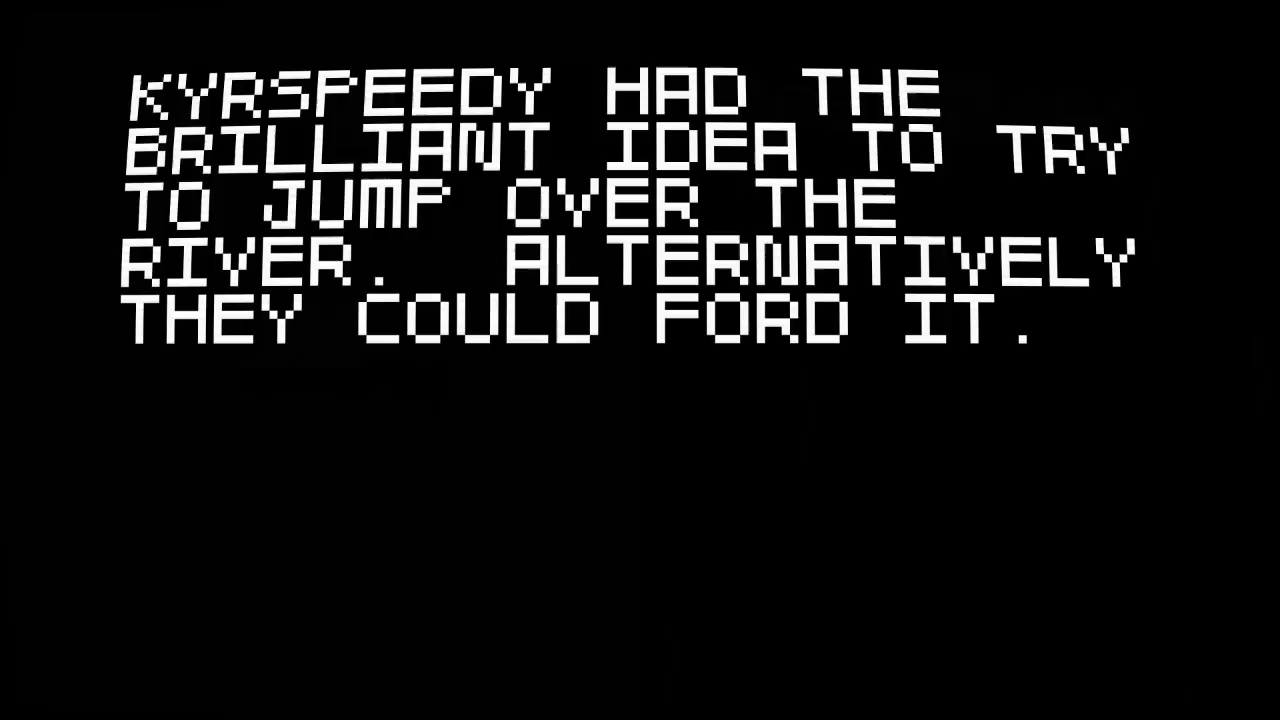 KYRSPEEDY HAD THE
BRILLIANT IDEA TO TRY
TO JUMP OVER THE
RIVER.  ALTERNATIVELY
THEY COULD FORD IT.